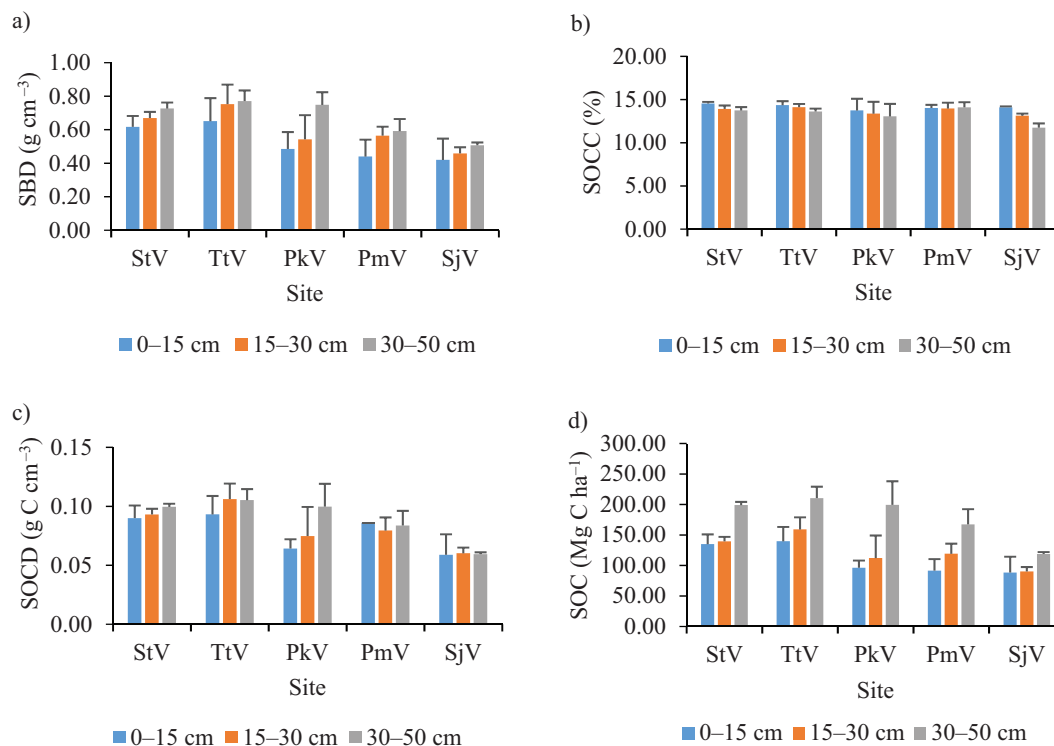 a)
1.00
0.80
0.60
0.40
0.20
0.00
SBD (g cm⁻³)
StV TtV PkV PmV SjV
Site
0–15 cm 15–30 cm 30–50 cm
b)
20.00
15.00
10.00
5.00
0.00
SOCC (%)
StV TtV PkV PmV SjV
Site
0–15 cm 15–30 cm 30–50 cm
c)
0.15
0.10
0.05
0.00
SOCD (g C cm⁻³)
StV TtV PkV PmV SjV
Site
0–15 cm 15–30 cm 30–50 cm
d)
300.00
250.00
200.00
150.00
100.00
50.00
0.00
SOC (Mg C ha⁻¹)
StV TtV PkV PmV SjV
Site
0–15 cm 15–30 cm 30–50 cm